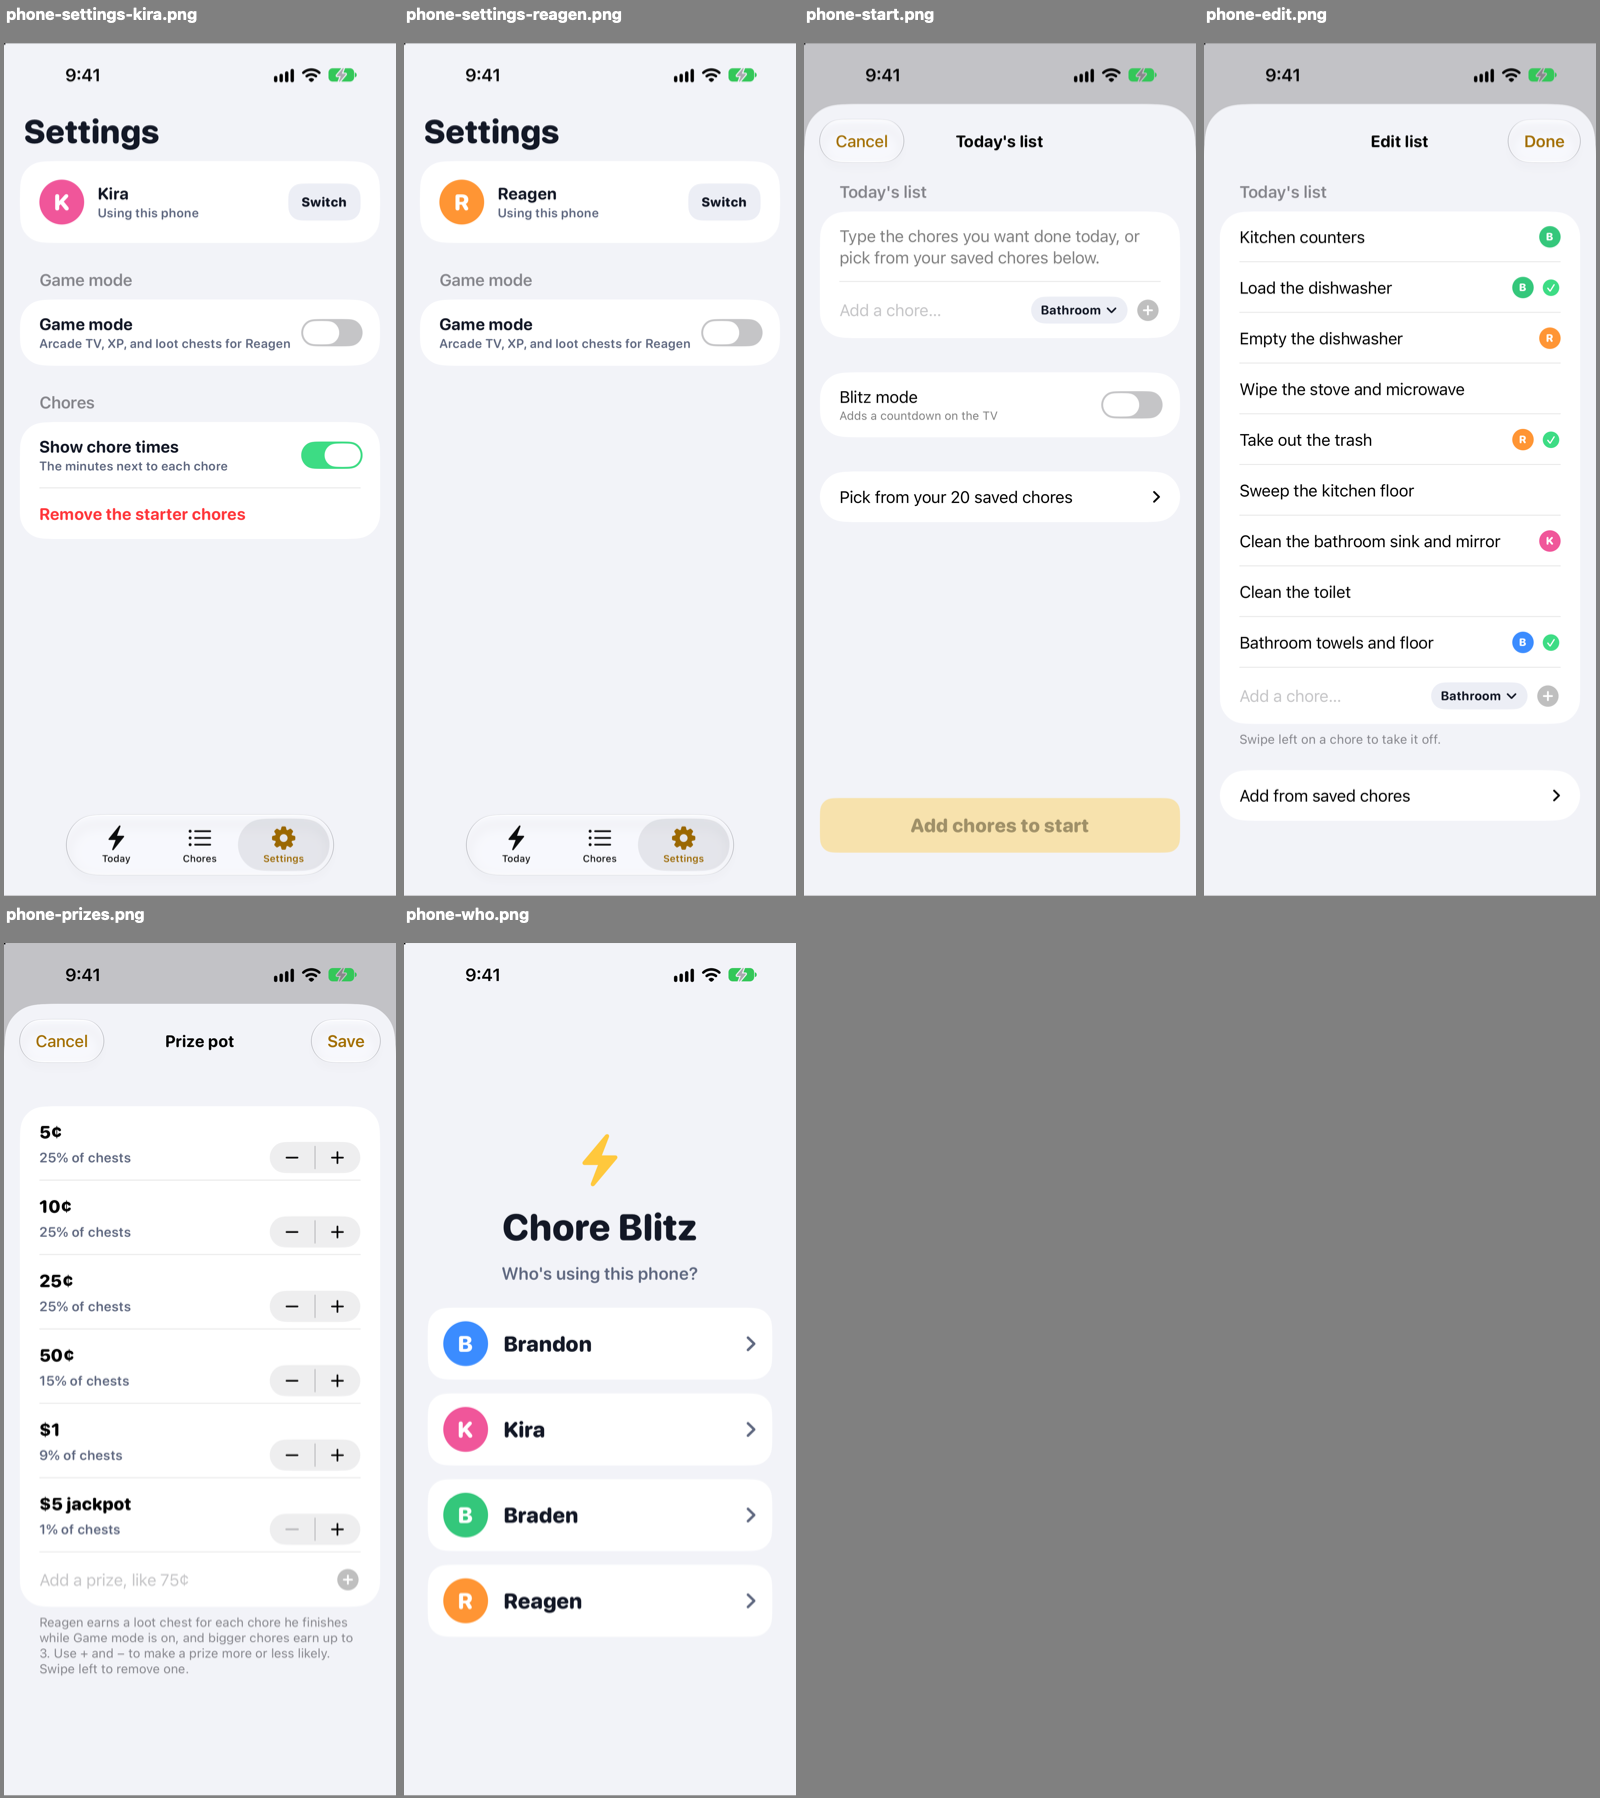 phone-settings-kira.png
9:41
Settings
K
Kira
Using this phone
Switch
Game mode
Game mode
Arcade TV, XP, and loot chests for Reagen
Chores
Show chore times
The minutes next to each chore
Remove the starter chores
Today
Chores
Settings
phone-settings-reagen.png
9:41
Settings
R
Reagen
Using this phone
Switch
Game mode
Game mode
Arcade TV, XP, and loot chests for Reagen
Today
Chores
Settings
phone-start.png
9:41
Cancel
Today's list
Today's list
Type the chores you want done today, or
pick from your saved chores below.
Add a chore...
Bathroom
Blitz mode
Adds a countdown on the TV
Pick from your 20 saved chores
Add chores to start
phone-edit.png
9:41
Edit list
Done
Today's list
Kitchen counters
B
Load the dishwasher
B
Empty the dishwasher
R
Wipe the stove and microwave
Take out the trash
R
Sweep the kitchen floor
Clean the bathroom sink and mirror
K
Clean the toilet
Bathroom towels and floor
B
Add a chore...
Bathroom
Swipe left on a chore to take it off.
Add from saved chores
phone-prizes.png
9:41
Cancel
Prize pot
Save
5¢
25% of chests
10¢
25% of chests
25¢
25% of chests
50¢
15% of chests
$1
9% of chests
$5 jackpot
1% of chests
Add a prize, like 75¢
Reagen earns a loot chest for each chore he finishes
while Game mode is on, and bigger chores earn up to
3. Use + and − to make a prize more or less likely.
Swipe left to remove one.
phone-who.png
9:41
Chore Blitz
Who's using this phone?
B
Brandon
K
Kira
B
Braden
R
Reagen